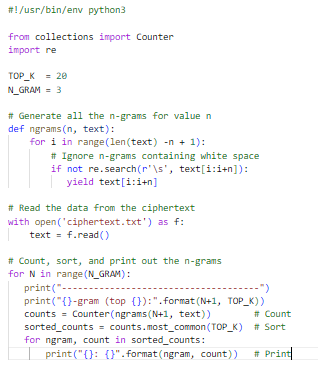 #!/usr/bin/env python3

from collections import Counter
import re

TOP_K  = 20
N_GRAM = 3

# Generate all the n-grams for value n
def ngrams(n, text):
    for i in range(len(text) -n + 1):
        # Ignore n-grams containing white space
        if not re.search(r'\s', text[i:i+n]):
           yield text[i:i+n]

# Read the data from the ciphertext
with open('ciphertext.txt') as f:
    text = f.read()

# Count, sort, and print out the n-grams
for N in range(N_GRAM):
   print("-------------------------------------")
   print("{}-gram (top {}):".format(N+1, TOP_K))
   counts = Counter(ngrams(N+1, text))        # Count
   sorted_counts = counts.most_common(TOP_K)  # Sort
   for ngram, count in sorted_counts:
       print("{}: {}".format(ngram, count))   # Print